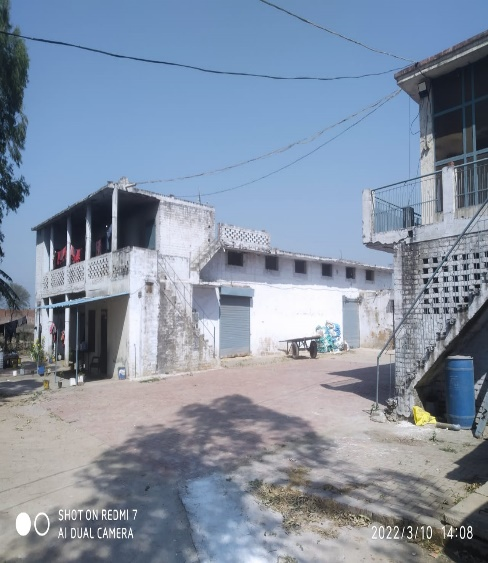 SHOT ON REDMI 7
AI DUAL CAMERA
2022/3/10 14:08